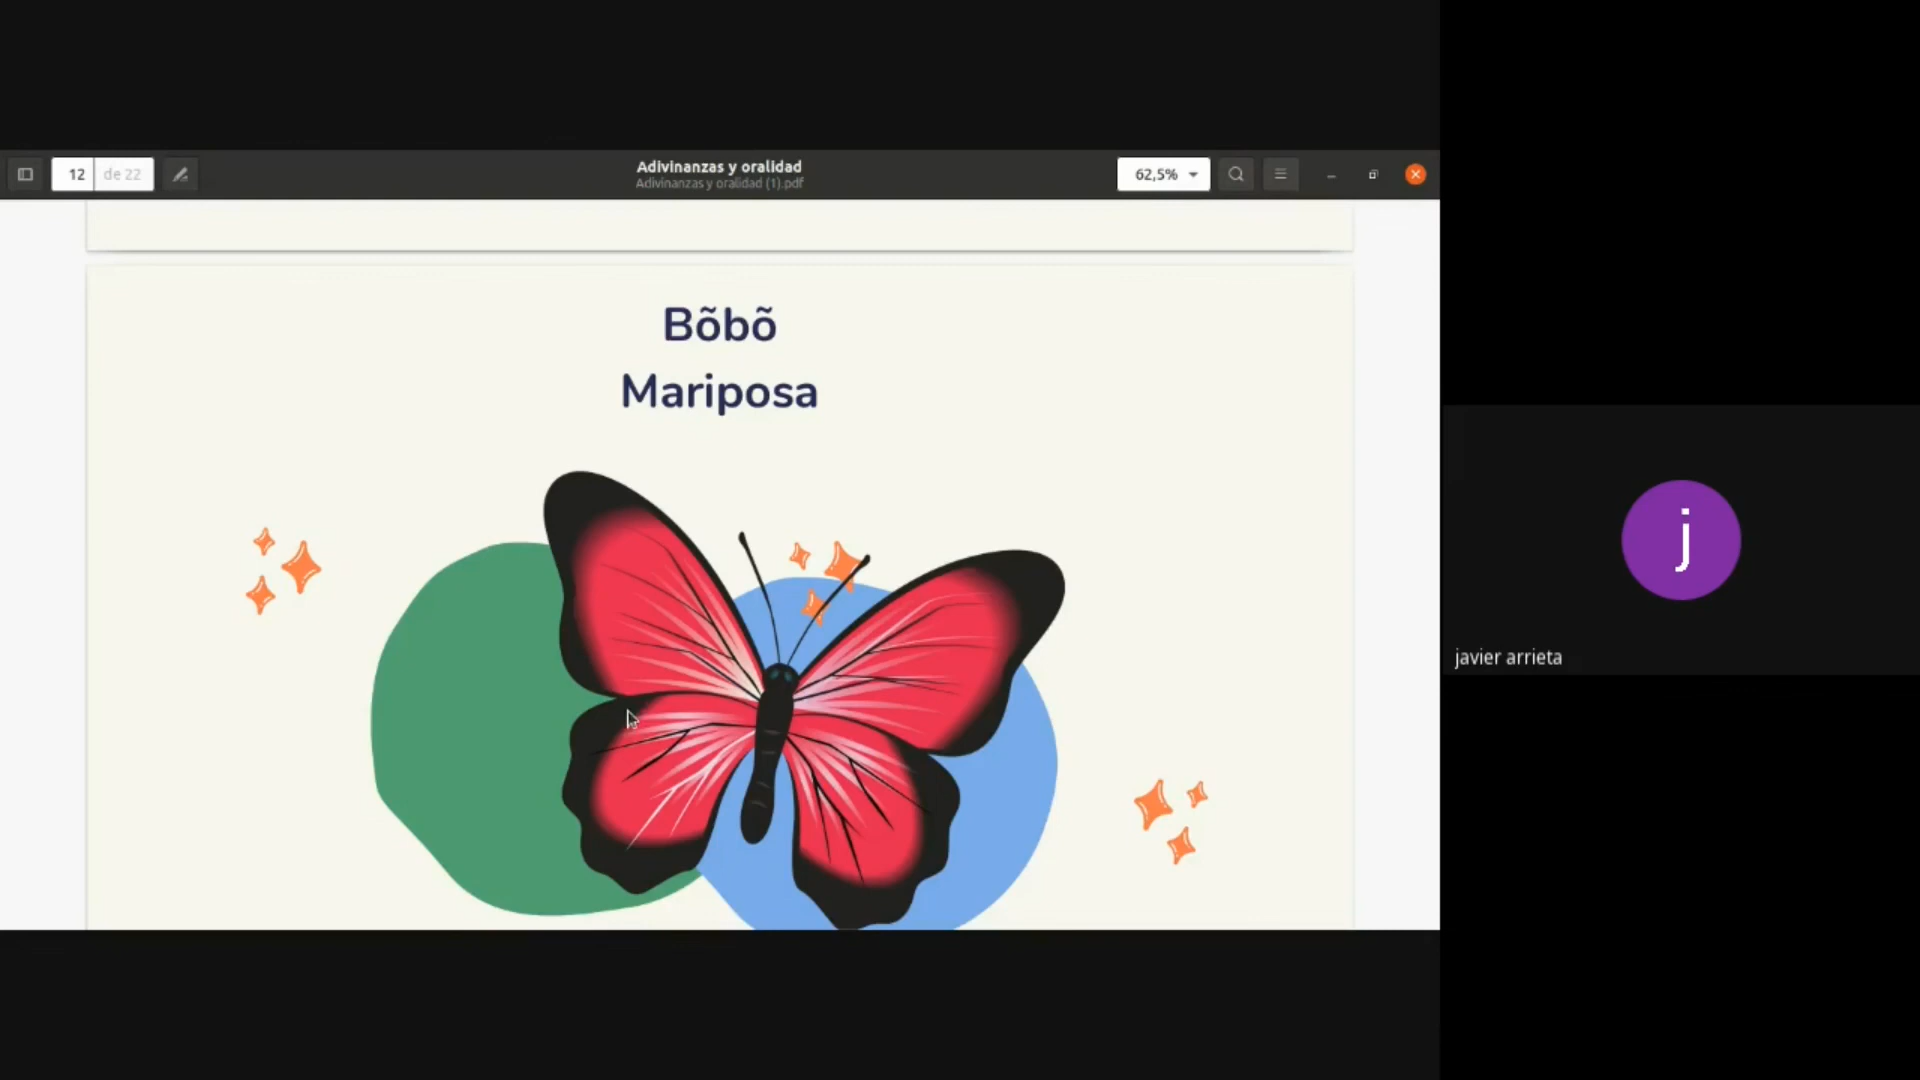 12 de 22
Adivinanzas y oralidad
Adivinanzas y oralidad (1).pdf
62,5%
Bõbõ
Mariposa
j
javier arrieta